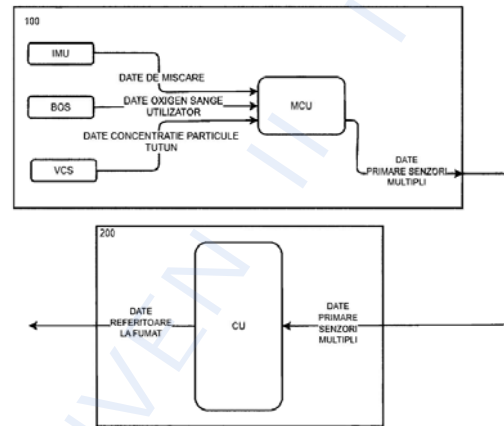 100
IMU
DATE DE MISCARE
BOS
DATE OXIGEN SANGE
UTILIZATOR
MCU
DATE CONCENTRATIE PARTICULE
TUTUN
VCS
DATE
PRIMARE SENZORI
MULTIPLI
200
DATE
REFERITOARE
LA FUMAT
CU
DATE
PRIMARE
SENZORI
MULTIPLI